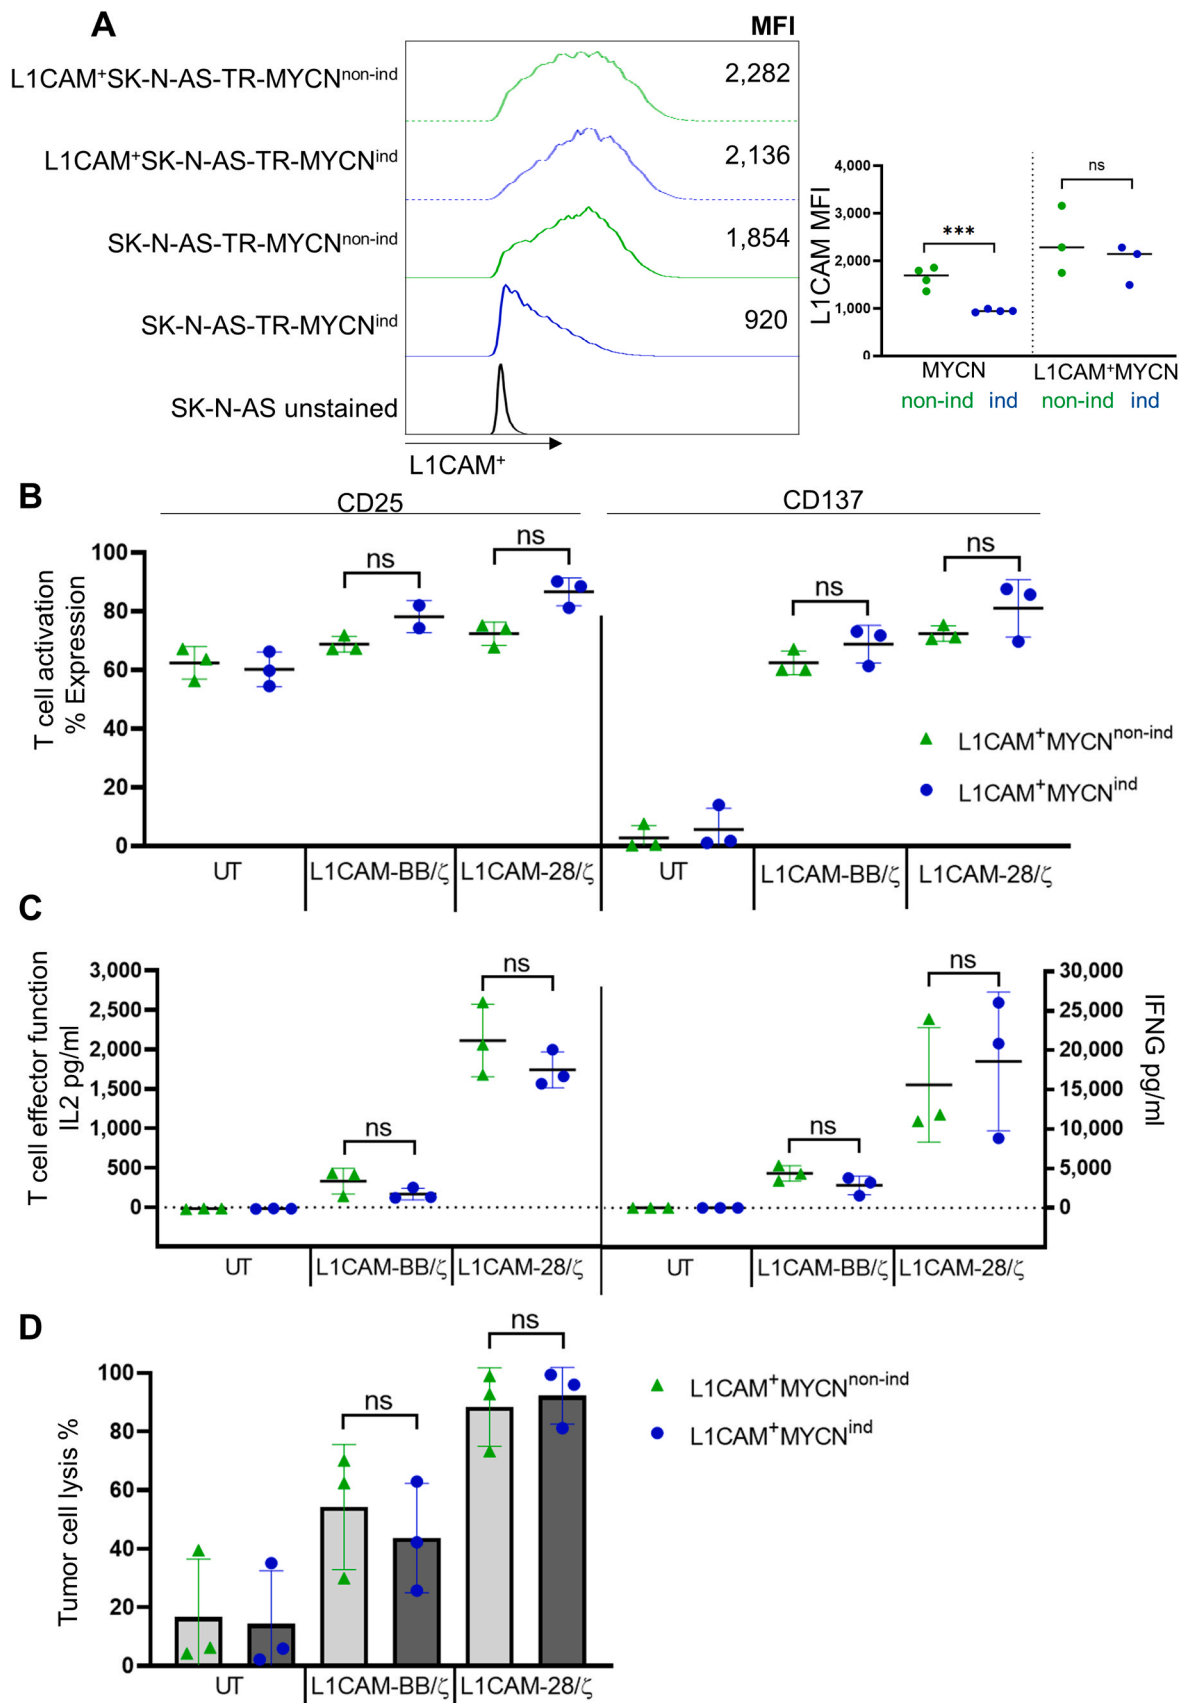 A
MFI
L1CAM⁺SK-N-AS-TR-MYCNⁿᵒⁿ⁻ⁱⁿᵈ 2,282
L1CAM⁺SK-N-AS-TR-MYCNⁱⁿᵈ 2,136
SK-N-AS-TR-MYCNⁿᵒⁿ⁻ⁱⁿᵈ 1,854
SK-N-AS-TR-MYCNⁱⁿᵈ 920
SK-N-AS unstained
L1CAM⁺
L1CAM MFI
4,000
3,000
2,000
1,000
0
*** ns
MYCN L1CAM⁺MYCN
non-ind ind non-ind ind
B
CD25 CD137
T cell activation
% Expression
100
80
60
40
20
0
ns ns ns ns
L1CAM⁺MYCNⁿᵒⁿ⁻ⁱⁿᵈ
L1CAM⁺MYCNⁱⁿᵈ
UT L1CAM-BB/ζ L1CAM-28/ζ UT L1CAM-BB/ζ L1CAM-28/ζ
C
T cell effector function
IL2 pg/ml
3,000
2,500
2,000
1,500
1,000
500
0
ns ns ns ns
30,000
25,000
20,000
15,000
10,000
5,000
0
IFNG pg/ml
UT L1CAM-BB/ζ L1CAM-28/ζ UT L1CAM-BB/ζ L1CAM-28/ζ
D
Tumor cell lysis %
100
80
60
40
20
0
ns ns
L1CAM⁺MYCNⁿᵒⁿ⁻ⁱⁿᵈ
L1CAM⁺MYCNⁱⁿᵈ
UT L1CAM-BB/ζ L1CAM-28/ζ